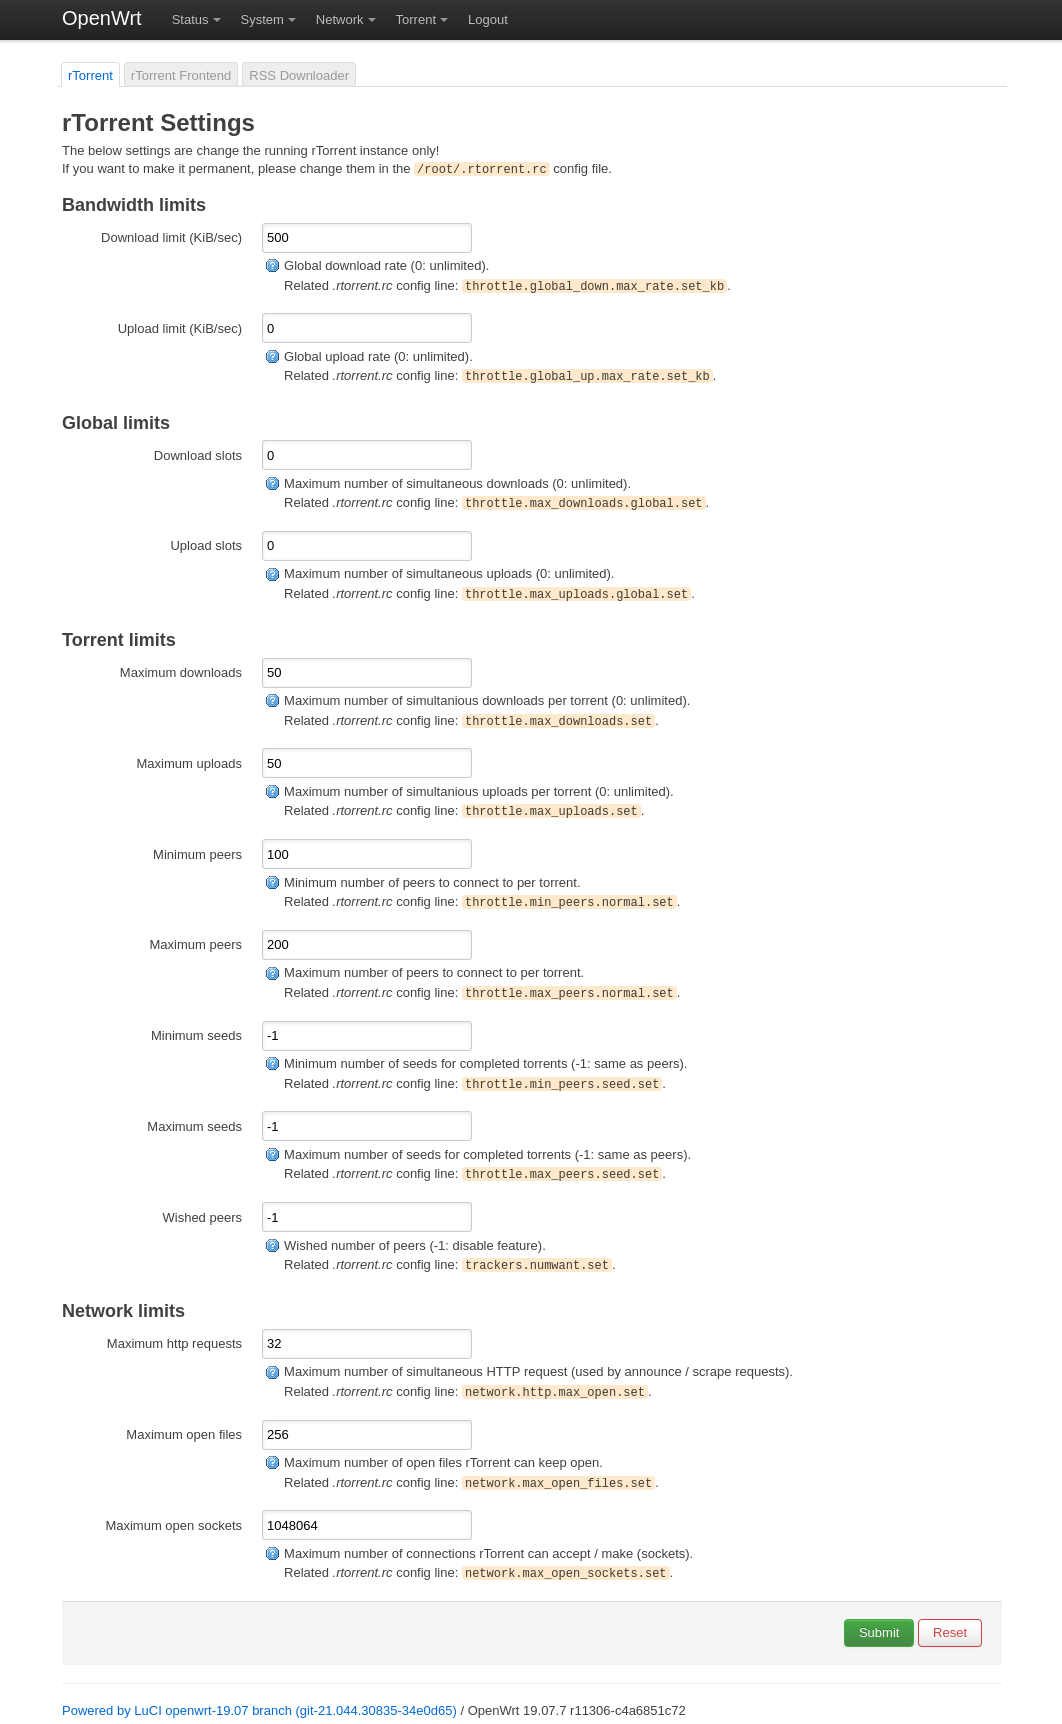 OpenWrt Status System Network Torrent Logout
rTorrent rTorrent Frontend RSS Downloader
rTorrent Settings
The below settings are change the running rTorrent instance only!
If you want to make it permanent, please change them in the /root/.rtorrent.rc config file.
Bandwidth limits
Download limit (KiB/sec) 500
Global download rate (0: unlimited).
Related .rtorrent.rc config line: throttle.global_down.max_rate.set_kb.
Upload limit (KiB/sec) 0
Global upload rate (0: unlimited).
Related .rtorrent.rc config line: throttle.global_up.max_rate.set_kb.
Global limits
Download slots 0
Maximum number of simultaneous downloads (0: unlimited).
Related .rtorrent.rc config line: throttle.max_downloads.global.set.
Upload slots 0
Maximum number of simultaneous uploads (0: unlimited).
Related .rtorrent.rc config line: throttle.max_uploads.global.set.
Torrent limits
Maximum downloads 50
Maximum number of simultanious downloads per torrent (0: unlimited).
Related .rtorrent.rc config line: throttle.max_downloads.set.
Maximum uploads 50
Maximum number of simultanious uploads per torrent (0: unlimited).
Related .rtorrent.rc config line: throttle.max_uploads.set.
Minimum peers 100
Minimum number of peers to connect to per torrent.
Related .rtorrent.rc config line: throttle.min_peers.normal.set.
Maximum peers 200
Maximum number of peers to connect to per torrent.
Related .rtorrent.rc config line: throttle.max_peers.normal.set.
Minimum seeds -1
Minimum number of seeds for completed torrents (-1: same as peers).
Related .rtorrent.rc config line: throttle.min_peers.seed.set.
Maximum seeds -1
Maximum number of seeds for completed torrents (-1: same as peers).
Related .rtorrent.rc config line: throttle.max_peers.seed.set.
Wished peers -1
Wished number of peers (-1: disable feature).
Related .rtorrent.rc config line: trackers.numwant.set.
Network limits
Maximum http requests 32
Maximum number of simultaneous HTTP request (used by announce / scrape requests).
Related .rtorrent.rc config line: network.http.max_open.set.
Maximum open files 256
Maximum number of open files rTorrent can keep open.
Related .rtorrent.rc config line: network.max_open_files.set.
Maximum open sockets 1048064
Maximum number of connections rTorrent can accept / make (sockets).
Related .rtorrent.rc config line: network.max_open_sockets.set.
Submit Reset
Powered by LuCI openwrt-19.07 branch (git-21.044.30835-34e0d65) / OpenWrt 19.07.7 r11306-c4a6851c72